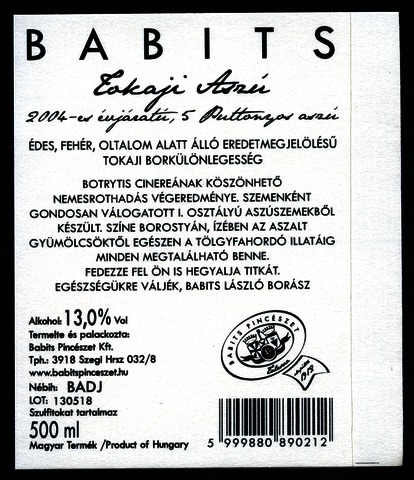 BABITS
Tokaji Aszú
2004-es évjáratú, 5 Puttonyos aszú
ÉDES, FEHÉR, OLTALOM ALATT ÁLLÓ EREDETMEGJELÖLÉSŰ
TOKAJI BORKÜLÖNLEGESSÉG
BOTRYTIS CINEREÁNAK KÖSZÖNHETŐ
NEMESROTHADÁS VÉGEREDMÉNYE. SZEMENKÉNT
GONDOSAN VÁLOGATOTT I. OSZTÁLYÚ ASZÚSZEMEKBŐL
KÉSZÜLT. SZÍNE BOROSTYÁN, ÍZÉBEN AZ ASZALT
GYÜMÖLCSÖKTŐL EGÉSZEN A TÖLGYFAHORDÓ ILLATÁIG
MINDEN MEGTALÁLHATÓ BENNE.
FEDEZZE FEL ÖN IS HEGYALJA TITKÁT.
EGÉSZSÉGÜKRE VÁLJÉK, BABITS LÁSZLÓ BORÁSZ
Alkohol: 13,0% Vol
Termelte és palackozta:
Babits Pincészet Kft.
Tph.: 3918 Szegi Hrsz 032/8
www.babitspinceszet.hu
Nébih: BADJ
LOT: 130518
Szulfitokat tartalmaz
500 ml
Magyar Termék /Product of Hungary
BABITS PINCÉSZET
5 999880 890212